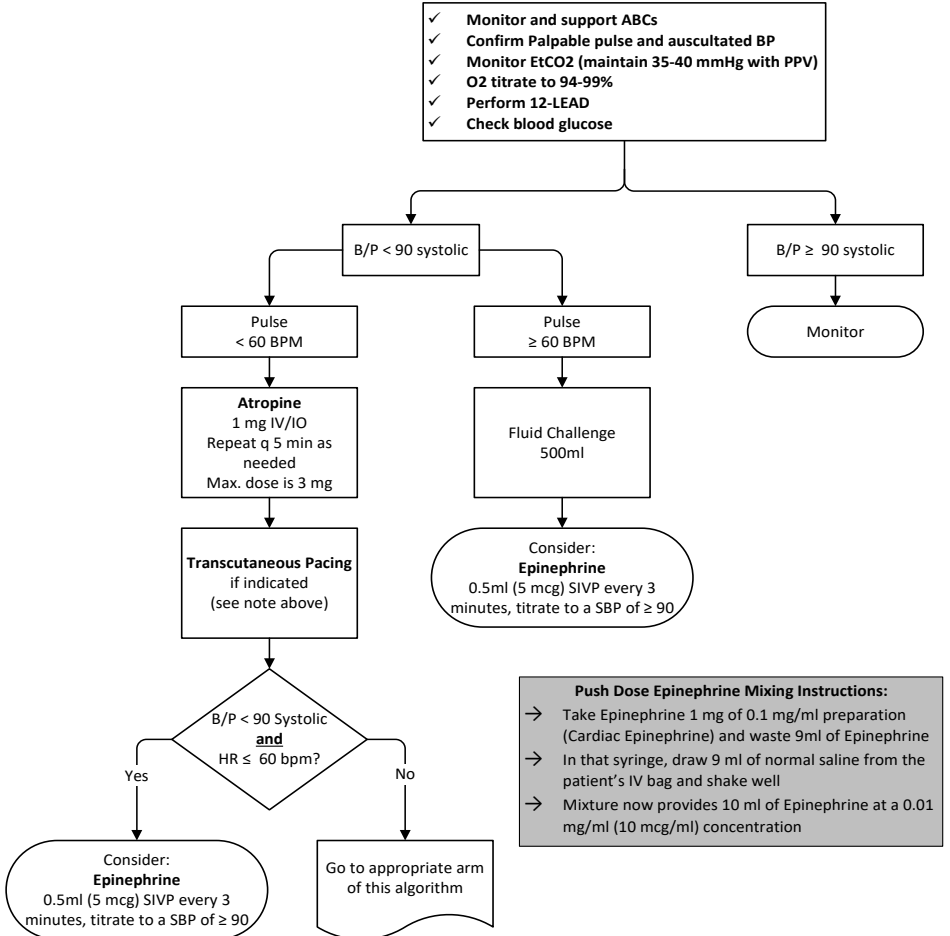 ✓ Monitor and support ABCs
✓ Confirm Palpable pulse and auscultated BP
✓ Monitor EtCO2 (maintain 35-40 mmHg with PPV)
✓ O2 titrate to 94-99%
✓ Perform 12-LEAD
✓ Check blood glucose
B/P < 90 systolic
B/P ≥ 90 systolic
Pulse
< 60 BPM
Pulse
≥ 60 BPM
Monitor
Atropine
1 mg IV/IO
Repeat q 5 min as
needed
Max. dose is 3 mg
Fluid Challenge
500ml
Transcutaneous Pacing
if indicated
(see note above)
Consider:
Epinephrine
0.5ml (5 mcg) SIVP every 3
minutes, titrate to a SBP of ≥ 90
B/P < 90 Systolic
and
HR ≤ 60 bpm?
Yes
No
Consider:
Epinephrine
0.5ml (5 mcg) SIVP every 3
minutes, titrate to a SBP of ≥ 90
Go to appropriate arm
of this algorithm
Push Dose Epinephrine Mixing Instructions:
→ Take Epinephrine 1 mg of 0.1 mg/ml preparation
(Cardiac Epinephrine) and waste 9ml of Epinephrine
→ In that syringe, draw 9 ml of normal saline from the
patient's IV bag and shake well
→ Mixture now provides 10 ml of Epinephrine at a 0.01
mg/ml (10 mcg/ml) concentration